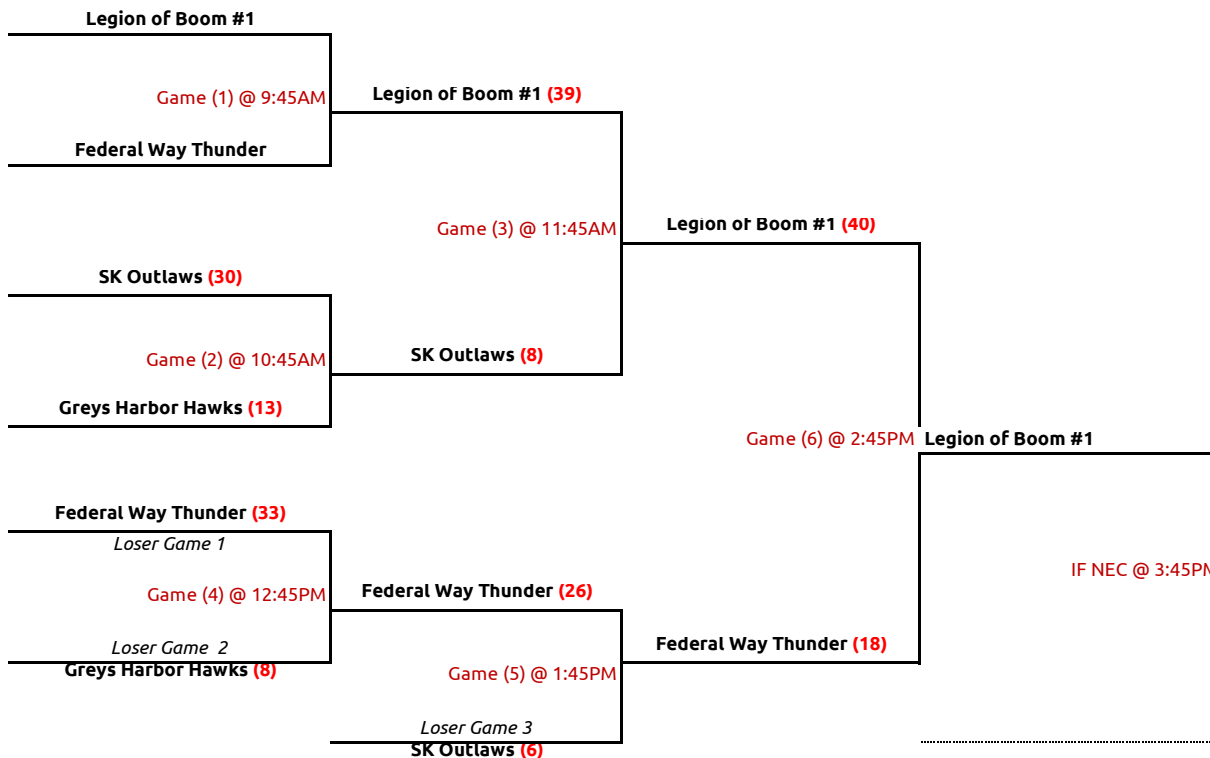 Legion of Boom #1
Game (1) @ 9:45AM
Legion of Boom #1 (39)
Federal Way Thunder
Game (3) @ 11:45AM
Legion of Boom #1 (40)
SK Outlaws (30)
Game (2) @ 10:45AM
SK Outlaws (8)
Greys Harbor Hawks (13)
Game (6) @ 2:45PM
Legion of Boom #1
Federal Way Thunder (33)
Loser Game 1
IF NEC @ 3:45PM
Game (4) @ 12:45PM
Federal Way Thunder (26)
Loser Game 2
Greys Harbor Hawks (8)
Federal Way Thunder (18)
Game (5) @ 1:45PM
Loser Game 3
SK Outlaws (6)